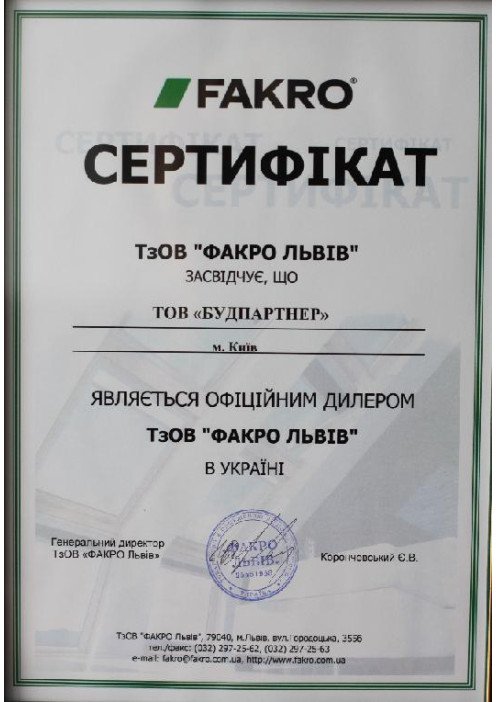 FAKRO®
СЕРТИФІКАТ
ТзОВ "ФАКРО ЛЬВІВ"
ЗАСВІДЧУЄ, ЩО
ТОВ «БУДПАРТНЕР»
м. Київ
ЯВЛЯЄТЬСЯ ОФІЦІЙНИМ ДИЛЕРОМ
ТзОВ "ФАКРО ЛЬВІВ"
В УКРАЇНІ
Генеральний директор
ТзОВ «ФАКРО Львів»
ФАКРО
ЛЬВІВ
Корончовський Є.В.
ТзОВ "ФАКРО Львів", 79040, м.Львів, вул.Городоцька, 355б
тел./факс: (032) 297-25-62, (032) 297-25-63
e-mail: fakro@fakro.com.ua, http://www.fakro.com.ua